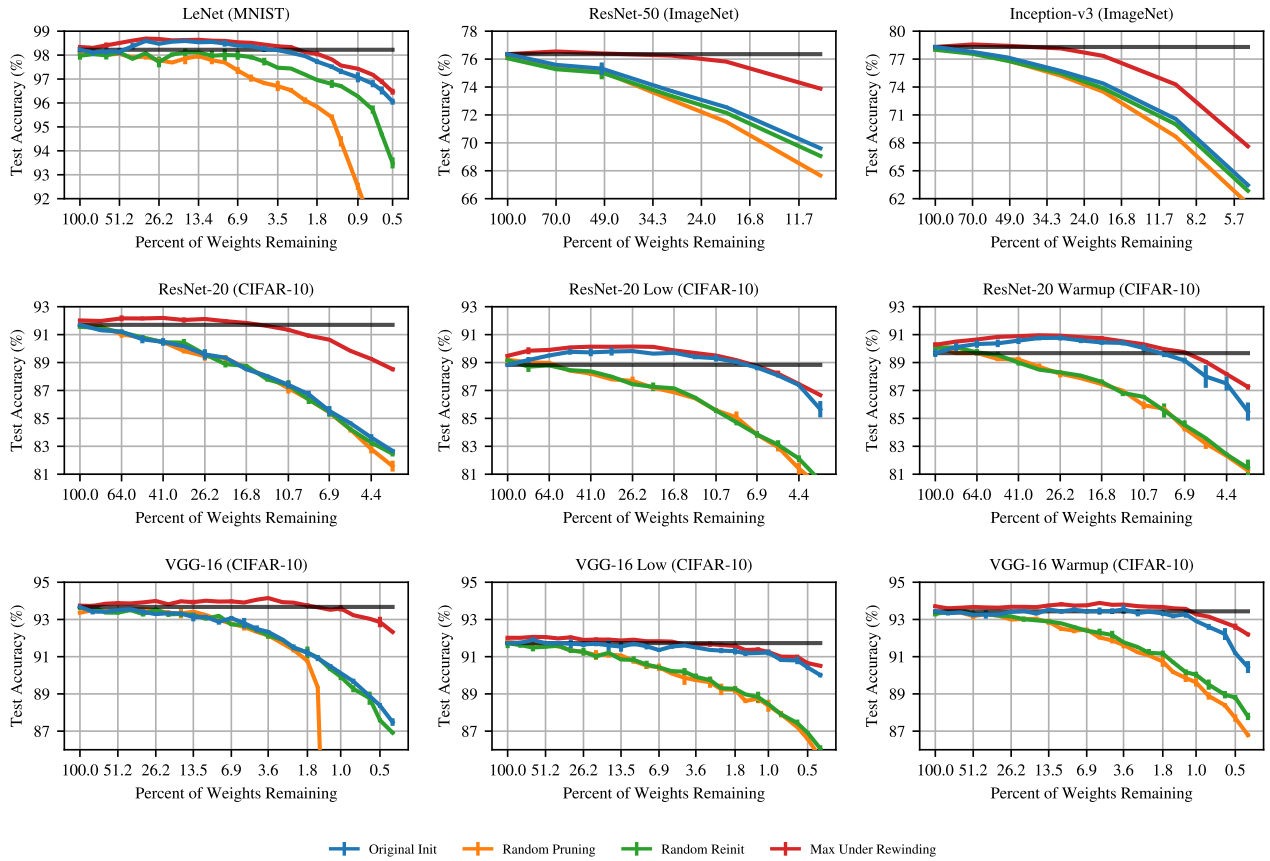 LeNet (MNIST)
Test Accuracy (%)
99
98
97
96
95
94
93
92
100.0 51.2 26.2 13.4 6.9 3.5 1.8 0.9 0.5
Percent of Weights Remaining
ResNet-50 (ImageNet)
Test Accuracy (%)
78
76
74
72
70
68
66
100.0 70.0 49.0 34.3 24.0 16.8 11.7
Percent of Weights Remaining
Inception-v3 (ImageNet)
Test Accuracy (%)
80
77
74
71
68
65
62
100.0 70.0 49.0 34.3 24.0 16.8 11.7 8.2 5.7
Percent of Weights Remaining
ResNet-20 (CIFAR-10)
Test Accuracy (%)
93
91
89
87
85
83
81
100.0 64.0 41.0 26.2 16.8 10.7 6.9 4.4
Percent of Weights Remaining
ResNet-20 Low (CIFAR-10)
Test Accuracy (%)
93
91
89
87
85
83
81
100.0 64.0 41.0 26.2 16.8 10.7 6.9 4.4
Percent of Weights Remaining
ResNet-20 Warmup (CIFAR-10)
Test Accuracy (%)
93
91
89
87
85
83
81
100.0 64.0 41.0 26.2 16.8 10.7 6.9 4.4
Percent of Weights Remaining
VGG-16 (CIFAR-10)
Test Accuracy (%)
95
93
91
89
87
100.0 51.2 26.2 13.5 6.9 3.6 1.8 1.0 0.5
Percent of Weights Remaining
VGG-16 Low (CIFAR-10)
Test Accuracy (%)
95
93
91
89
87
100.0 51.2 26.2 13.5 6.9 3.6 1.8 1.0 0.5
Percent of Weights Remaining
VGG-16 Warmup (CIFAR-10)
Test Accuracy (%)
95
93
91
89
87
100.0 51.2 26.2 13.5 6.9 3.6 1.8 1.0 0.5
Percent of Weights Remaining
Original Init Random Pruning Random Reinit Max Under Rewinding